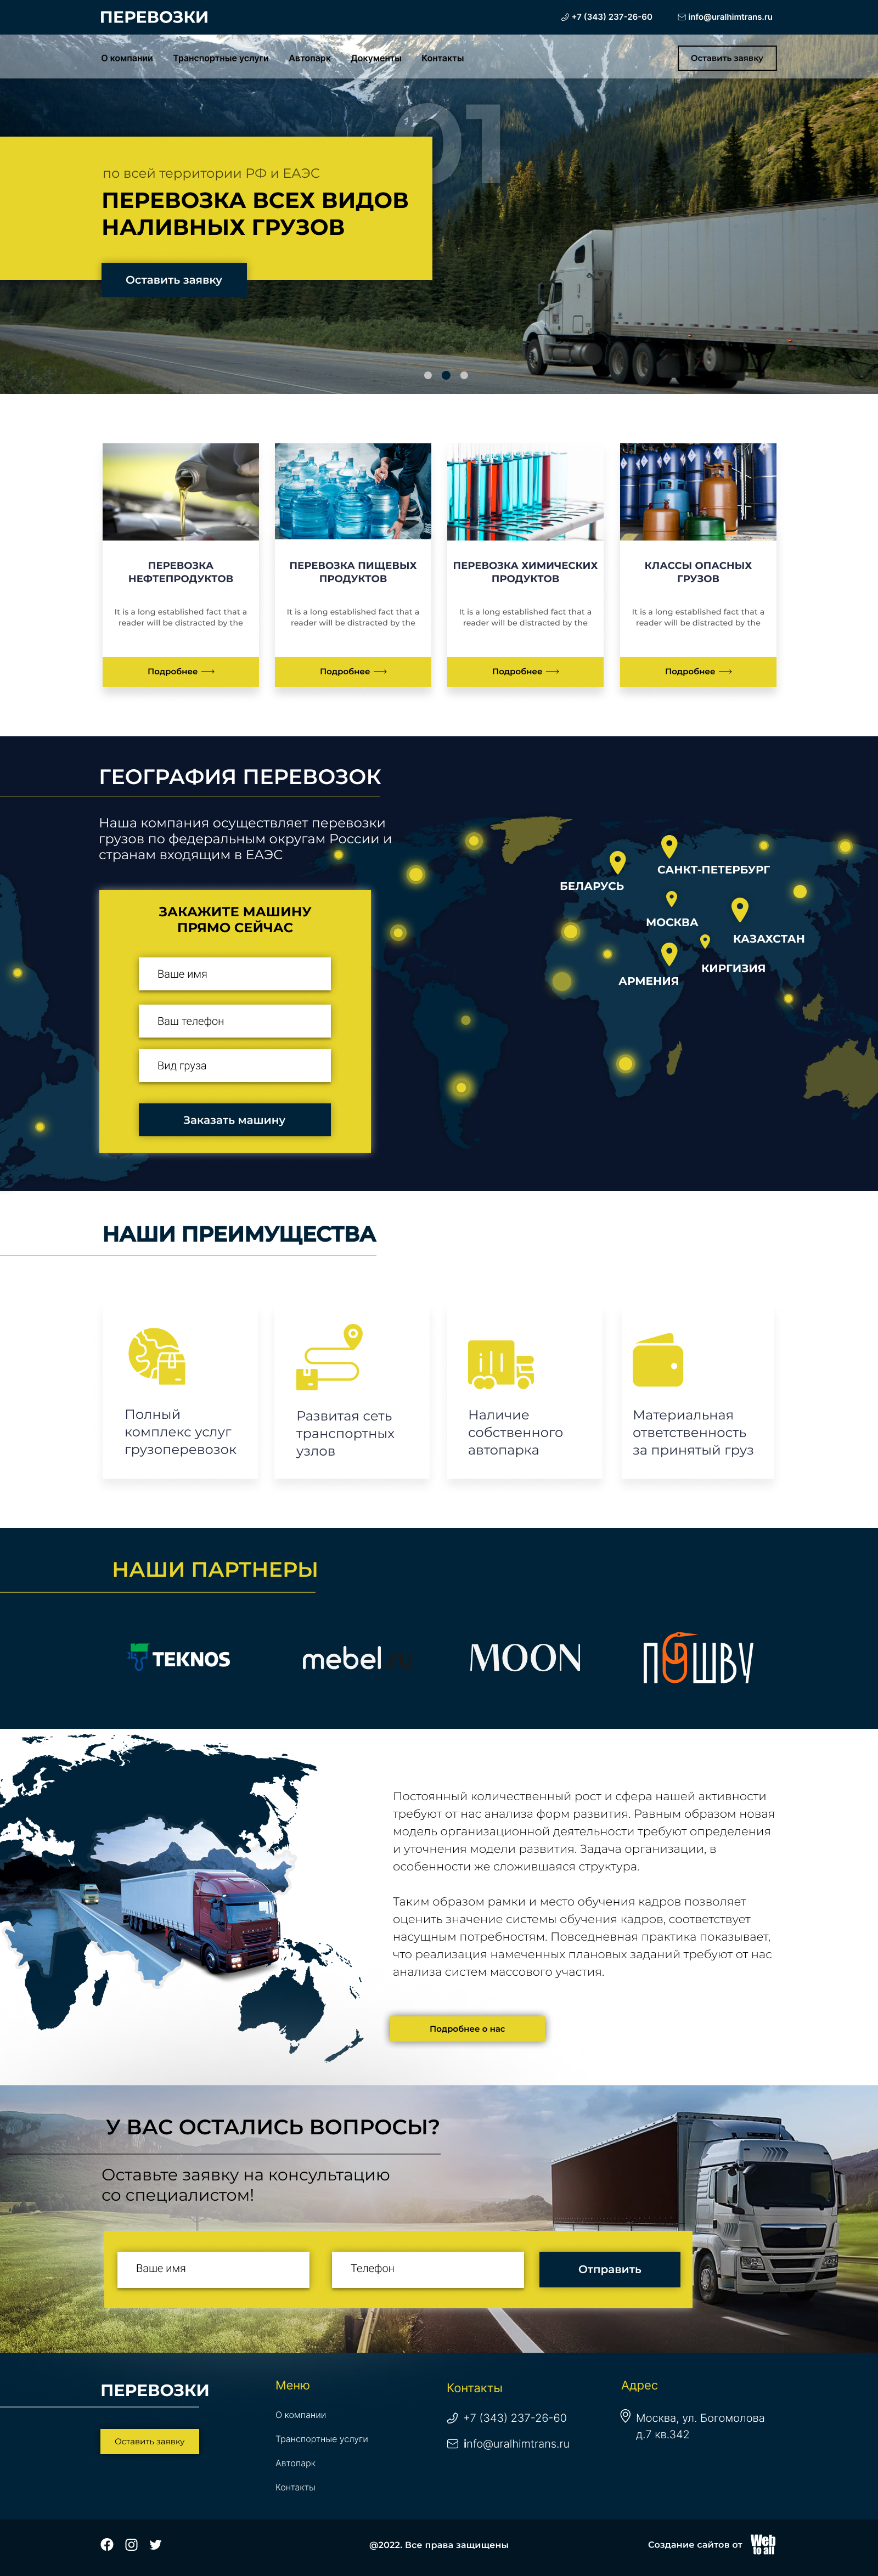 ПЕРЕВОЗКИ
+7 (343) 237-26-60
info@uralhimtrans.ru
О компании
Транспортные услуги
Автопарк
Документы
Контакты
Оставить заявку
01
по всей территории РФ и ЕАЭС
ПЕРЕВОЗКА ВСЕХ ВИДОВ
НАЛИВНЫХ ГРУЗОВ
Оставить заявку
ПЕРЕВОЗКА
НЕФТЕПРОДУКТОВ
It is a long established fact that a
reader will be distracted by the
Подробнее
ПЕРЕВОЗКА ПИЩЕВЫХ
ПРОДУКТОВ
It is a long established fact that a
reader will be distracted by the
Подробнее
ПЕРЕВОЗКА ХИМИЧЕСКИХ
ПРОДУКТОВ
It is a long established fact that a
reader will be distracted by the
Подробнее
КЛАССЫ ОПАСНЫХ
ГРУЗОВ
It is a long established fact that a
reader will be distracted by the
Подробнее
ГЕОГРАФИЯ ПЕРЕВОЗОК
Наша компания осуществляет перевозки
грузов по федеральным округам России и
странам входящим в ЕАЭС
ЗАКАЖИТЕ МАШИНУ
ПРЯМО СЕЙЧАС
Ваше имя
Ваш телефон
Вид груза
Заказать машину
САНКТ-ПЕТЕРБУРГ
БЕЛАРУСЬ
МОСКВА
КАЗАХСТАН
КИРГИЗИЯ
АРМЕНИЯ
НАШИ ПРЕИМУЩЕСТВА
Полный
комплекс услуг
грузоперевозок
Развитая сеть
транспортных
узлов
Наличие
собственного
автопарка
Материальная
ответственность
за принятый груз
НАШИ ПАРТНЕРЫ
TEKNOS
mebel.ru
MOON
ПОШВУ
Постоянный количественный рост и сфера нашей активности
требуют от нас анализа форм развития. Равным образом новая
модель организационной деятельности требуют определения
и уточнения модели развития. Задача организации, в
особенности же сложившаяся структура.
Таким образом рамки и место обучения кадров позволяет
оценить значение системы обучения кадров, соответствует
насущным потребностям. Повседневная практика показывает,
что реализация намеченных плановых заданий требуют от нас
анализа систем массового участия.
Подробнее о нас
У ВАС ОСТАЛИСЬ ВОПРОСЫ?
Оставьте заявку на консультацию
со специалистом!
Ваше имя
Телефон
Отправить
ПЕРЕВОЗКИ
Оставить заявку
Меню
О компании
Транспортные услуги
Автопарк
Контакты
Контакты
+7 (343) 237-26-60
info@uralhimtrans.ru
Адрес
Москва, ул. Богомолова
д.7 кв.342
@2022. Все права защищены
Создание сайтов от
Web
to all